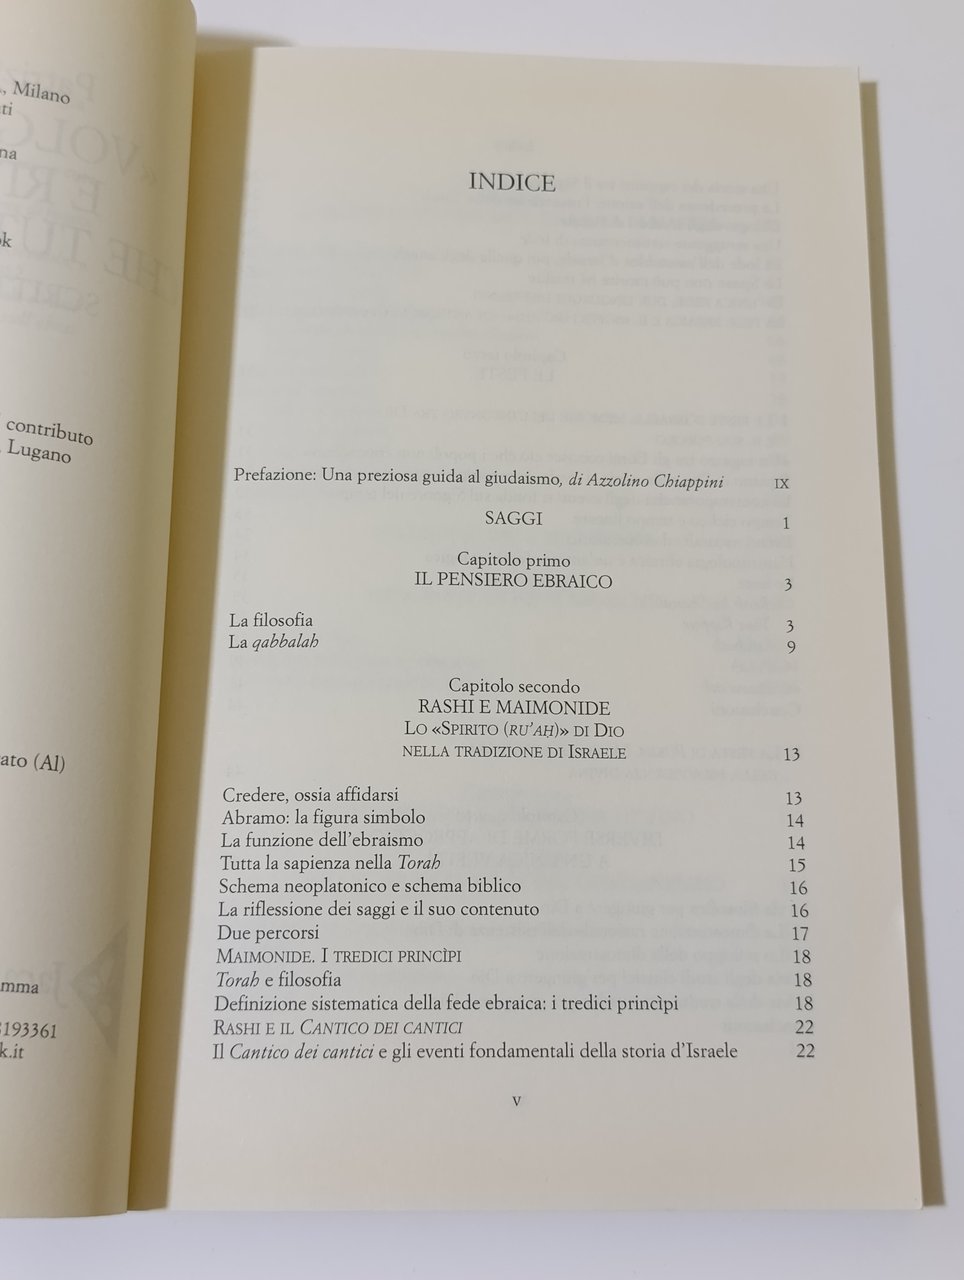 , Milano
ti
na
k
contributo
, Lugano
ato (Al)
mma
193361
k.it
INDICE
Prefazione: Una preziosa guida al giudaismo, di Azzolino Chiappini IX
SAGGI 1
Capitolo primo
IL PENSIERO EBRAICO 3
La filosofia 3
La qabbalah 9
Capitolo secondo
RASHI E MAIMONIDE
LO «SPIRITO (RU’AḤ)» DI DIO
NELLA TRADIZIONE DI ISRAELE 13
Credere, ossia affidarsi 13
Abramo: la figura simbolo 14
La funzione dell’ebraismo 14
Tutta la sapienza nella Torah 15
Schema neoplatonico e schema biblico 16
La riflessione dei saggi e il suo contenuto 16
Due percorsi 17
MAIMONIDE. I TREDICI PRINCÌPI 18
Torah e filosofia 18
Definizione sistematica della fede ebraica: i tredici princìpi 18
RASHI E IL CANTICO DEI CANTICI 22
Il Cantico dei cantici e gli eventi fondamentali della storia d’Israele 22
V